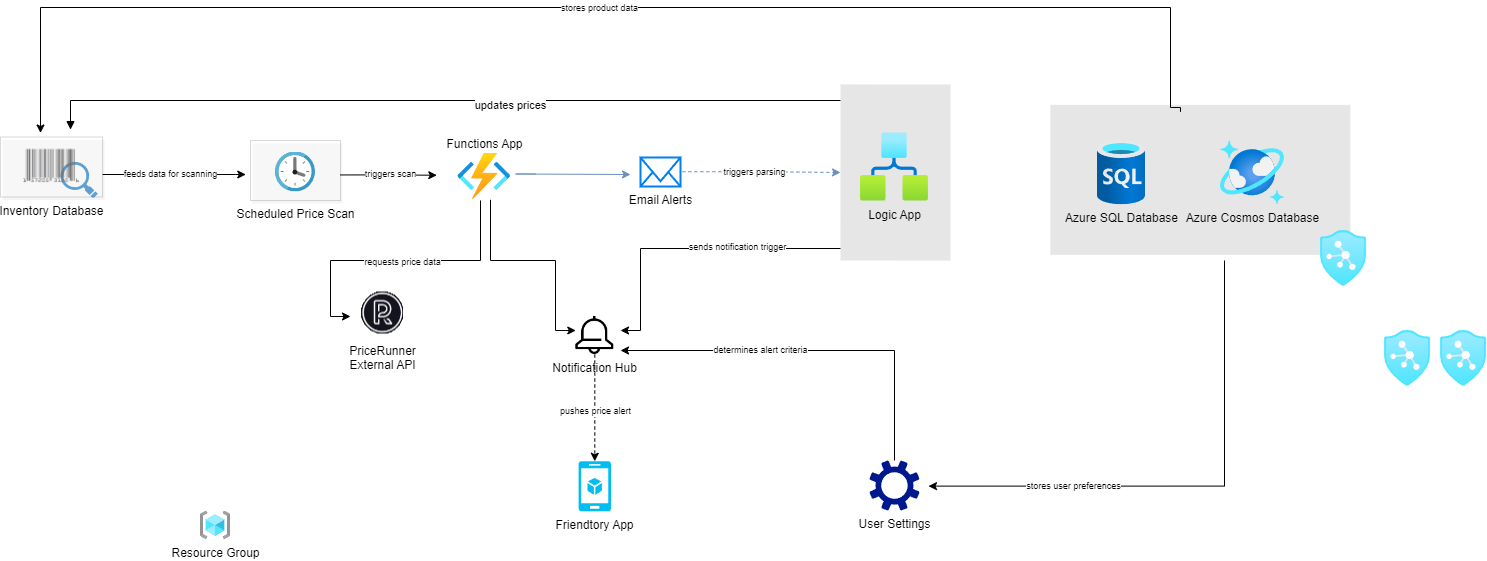 stores product data
updates prices
Functions App
feeds data for scanning
triggers scan
triggers parsing
SQL
Inventory Database
Scheduled Price Scan
Email Alerts
Logic App
Azure SQL Database
Azure Cosmos Database
sends notification trigger
requests price data
R
PriceRunner
External API
Notification Hub
determines alert criteria
pushes price alert
stores user preferences
Friendtory App
User Settings
Resource Group